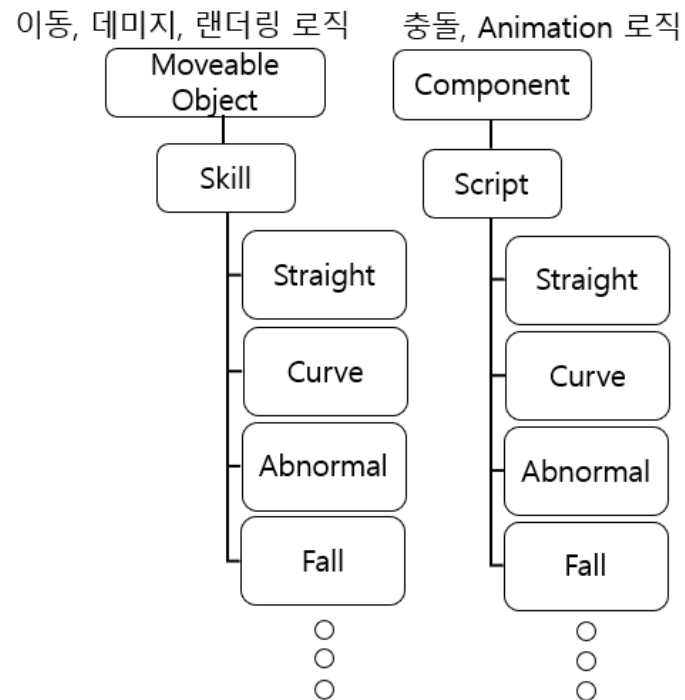 이동, 데미지, 랜더링 로직
충돌, Animation 로직
Moveable
Object
Component
Skill
Script
Straight
Straight
Curve
Curve
Abnormal
Abnormal
Fall
Fall